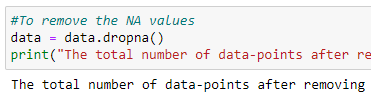 #To remove the NA values
data = data.dropna()
print("The total number of data-points after re
The total number of data-points after removing